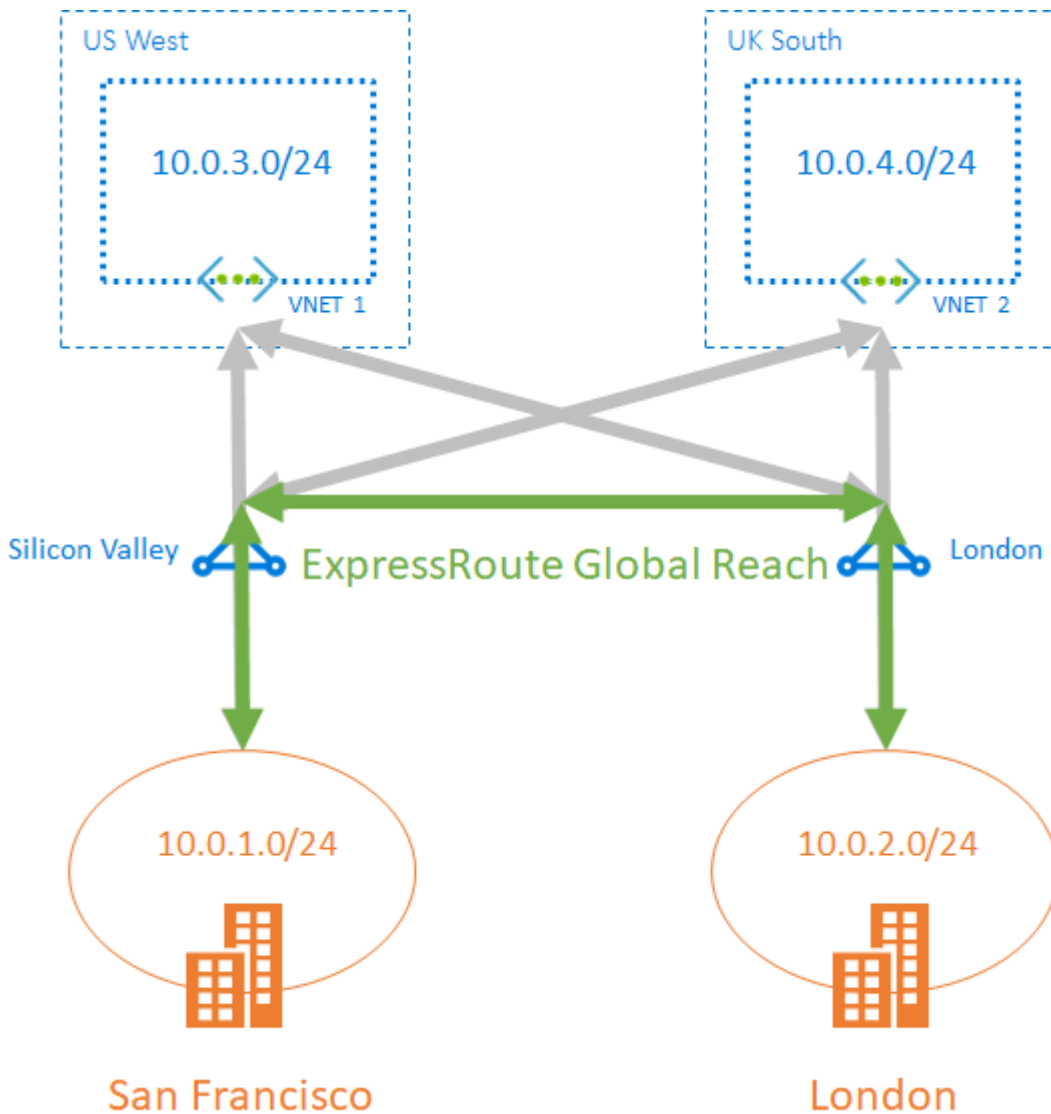 US West
UK South
10.0.3.0/24
10.0.4.0/24
VNET 1
VNET 2
Silicon Valley
ExpressRoute Global Reach
London
10.0.1.0/24
10.0.2.0/24
San Francisco
London